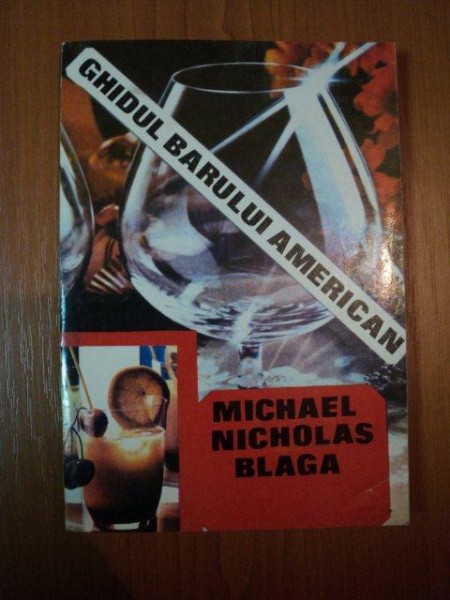 GHIDUL BARULUI AMERICAN
MICHAEL
NICHOLAS
BLAGA